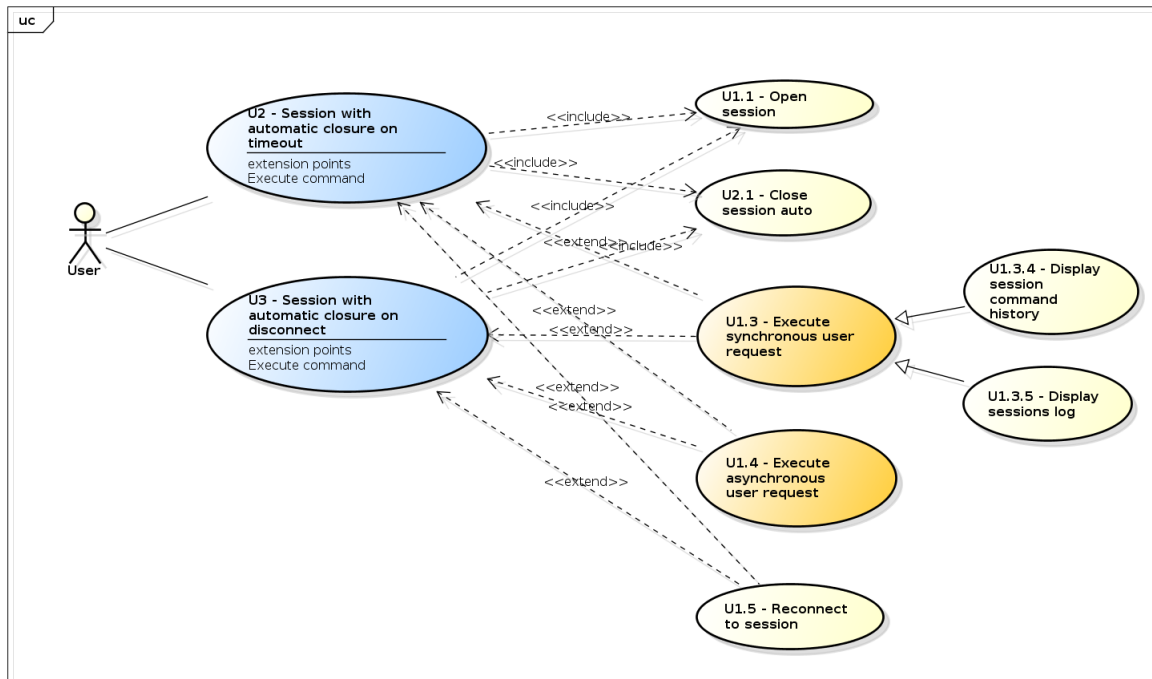 uc
U2 - Session with
automatic closure on
timeout
extension points
Execute command
User
U3 - Session with
automatic closure on
disconnect
extension points
Execute command
<<include>>
<<include>>
<<include>>
<<extend>>
<<include>>
<<extend>>
<<extend>>
<<extend>>
<<extend>>
<<extend>>
U1.1 - Open
session
U2.1 - Close
session auto
U1.3 - Execute
synchronous user
request
U1.4 - Execute
asynchronous
user request
U1.5 - Reconnect
to session
U1.3.4 - Display
session
command
history
U1.3.5 - Display
sessions log